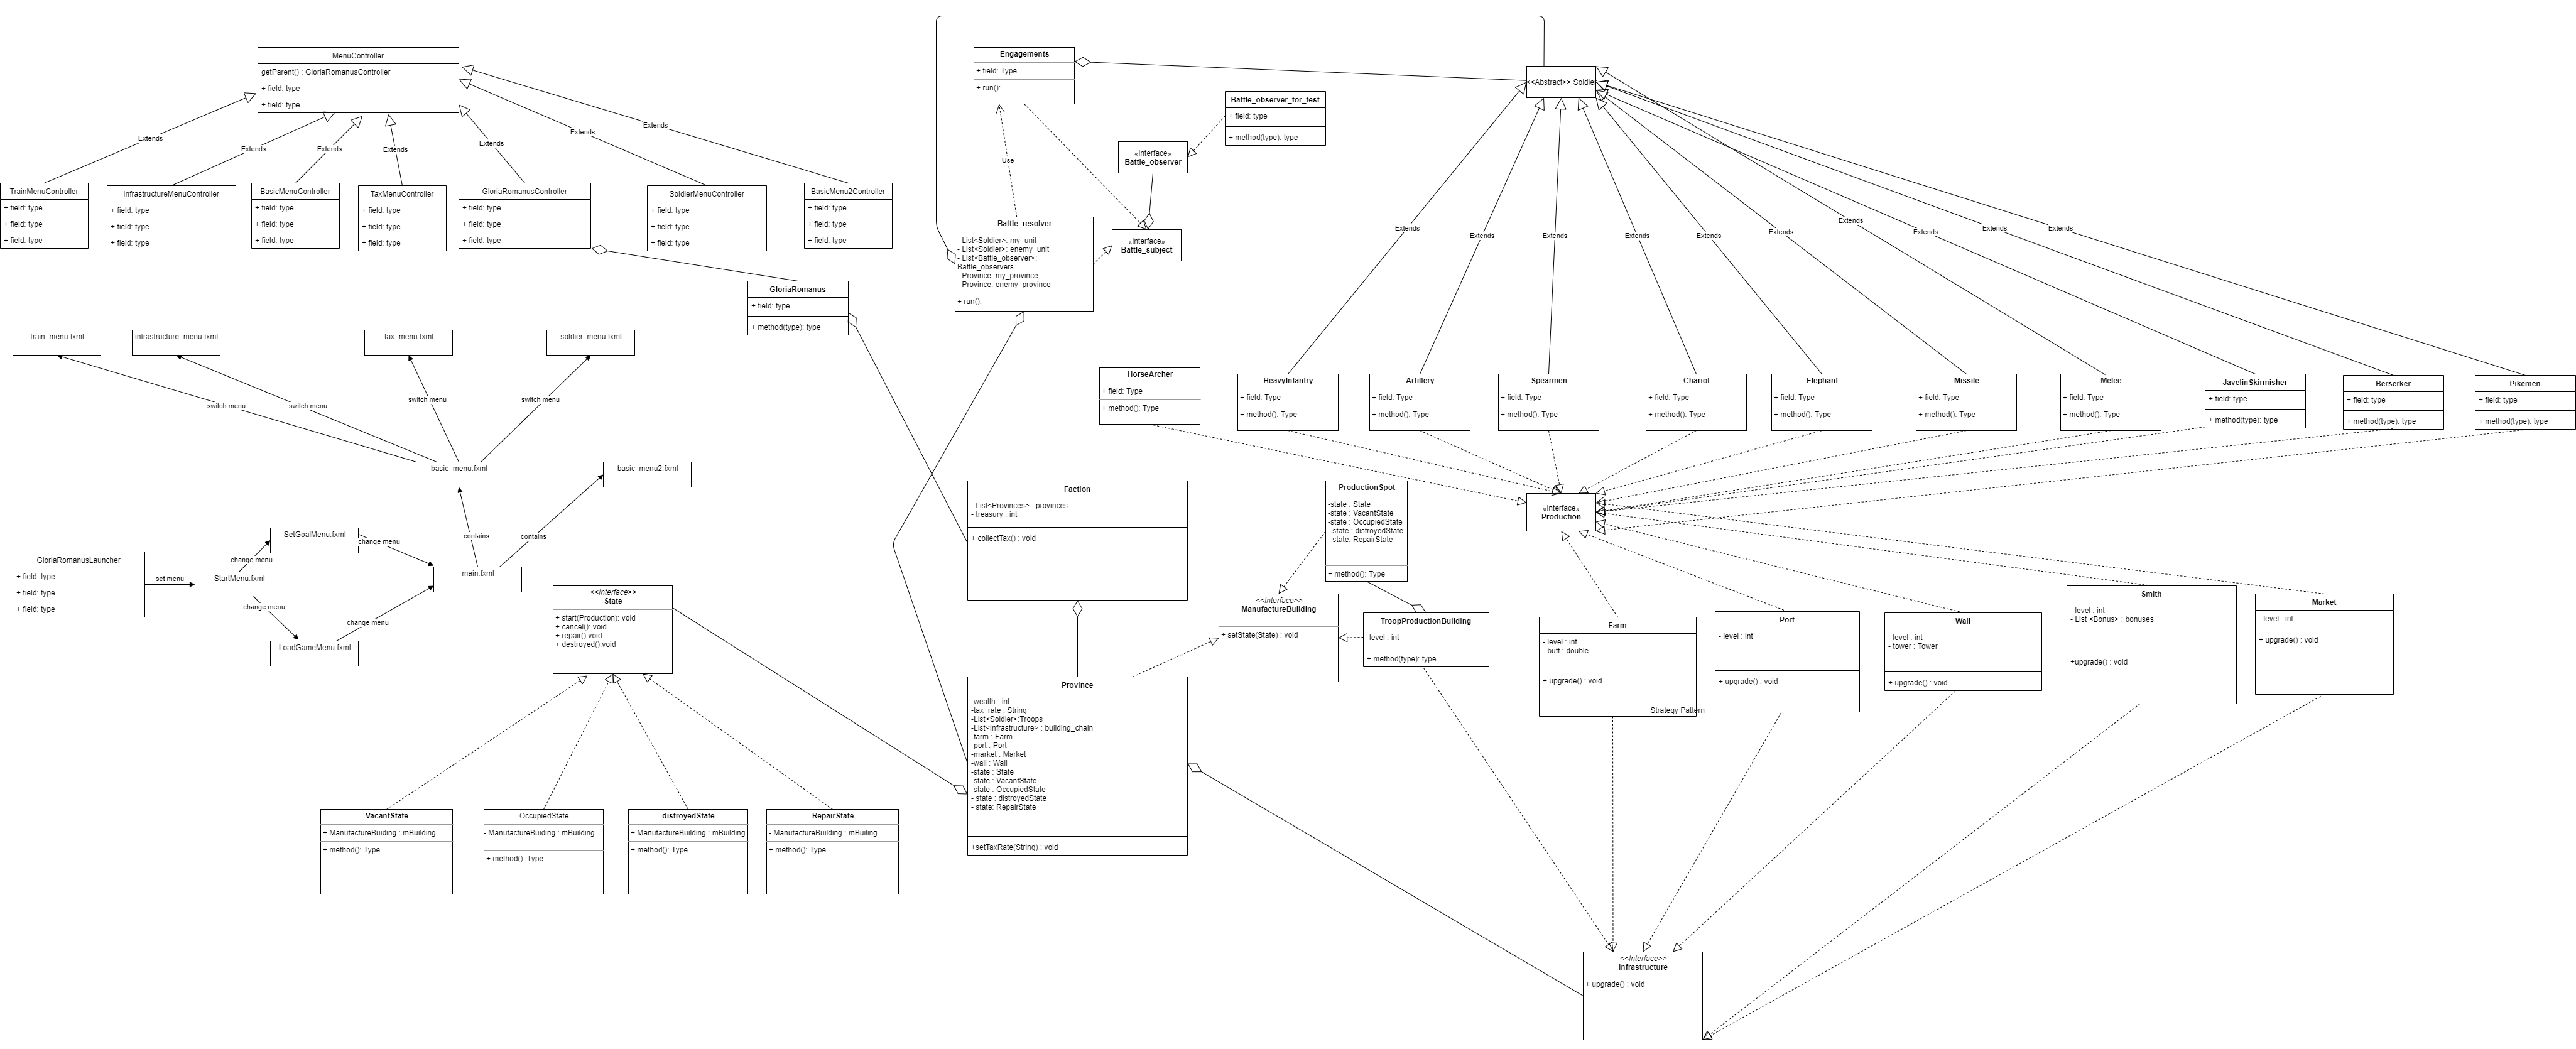 MenuController
getParent() : GloriaRomanusController
+ field: type
+ field: type
Extends
Extends
Extends
Extends
Extends
Extends
Extends
TrainMenuController
+ field: type
+ field: type
+ field: type
InfrastructureMenuController
+ field: type
+ field: type
+ field: type
BasicMenuController
+ field: type
+ field: type
+ field: type
TaxMenuController
+ field: type
+ field: type
+ field: type
GloriaRomanusController
+ field: type
+ field: type
+ field: type
SoldierMenuController
+ field: type
+ field: type
+ field: type
BasicMenu2Controller
+ field: type
+ field: type
+ field: type
GloriaRomanus
+ field: type
+ method(type): type
Engagements
+ field: Type
+ run():
Use
Battle_observer_for_test
+ field: type
+ method(type): type
«interface»
Battle_observer
«interface»
Battle_subject
Battle_resolver
- List<Soldier>: my_unit
- List<Soldier>: enemy_unit
- List<Battle_observer>:
Battle_observers
- Province: my_province
- Province: enemy_province
+ run():
<<Abstract>> Soldier
Extends
Extends
Extends
Extends
Extends
Extends
Extends
Extends
Extends
Extends
HorseArcher
+ field: Type
+ method(): Type
HeavyInfantry
+ field: Type
+ method(): Type
Artillery
+ field: Type
+ method(): Type
Spearmen
+ field: Type
+ method(): Type
Chariot
+ field: Type
+ method(): Type
Elephant
+ field: Type
+ method(): Type
Missile
+ field: Type
+ method(): Type
Melee
+ field: Type
+ method(): Type
JavelinSkirmisher
+ field: type
+ method(type): type
Berserker
+ field: type
+ method(type): type
Pikemen
+ field: type
+ method(type): type
train_menu.fxml
infrastructure_menu.fxml
tax_menu.fxml
soldier_menu.fxml
switch menu
switch menu
switch menu
switch menu
basic_menu.fxml
basic_menu2.fxml
contains
contains
GloriaRomanusLauncher
+ field: type
+ field: type
+ field: type
set menu
StartMenu.fxml
change menu
SetGoalMenu.fxml
change menu
main.fxml
change menu
LoadGameMenu.fxml
change menu
<<interface>>
State
+ start(Production): void
+ cancel(): void
+ repair():void
+ destroyed():void
VacantState
+ ManufactureBuiding : mBuilding
+ method(): Type
OccupiedState
- ManufactureBuiding : mBuilding
+ method(): Type
distroyedState
+ ManufactureBuilding : mBuilding
+ method(): Type
RepairState
- ManufactureBuilding : mBuiling
+ method(): Type
Faction
- List<Provinces> : provinces
- treasury : int
+ collectTax() : void
Province
-wealth : int
-tax_rate : String
-List<Soldier>:Troops
-List<Infrastructure> : building_chain
-farm : Farm
-port : Port
-market : Market
-wall : Wall
-state : State
-state : VacantState
-state : OccupiedState
- state : distroyedState
- state: RepairState
+setTaxRate(String) : void
ProductionSpot
-state : State
-state : VacantState
-state : OccupiedState
- state : distroyedState
- state: RepairState
+ method(): Type
<<interface>>
ManufactureBuilding
+ setState(State) : void
TroopProductionBuilding
-level : int
+ method(type): type
«interface»
Production
Farm
- level : int
- buff : double
+ upgrade() : void
Strategy Pattern
Port
- level : int
+ upgrade() : void
Wall
- level : int
- tower : Tower
+ upgrade() : void
Smith
- level : int
- List <Bonus> : bonuses
+upgrade() : void
Market
- level : int
+ upgrade() : void
<<interface>>
Infrastructure
+ upgrade() : void